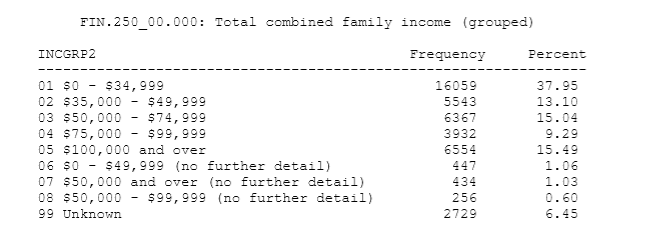 FIN.250_00.000: Total combined family income (grouped)
INCGRP2 Frequency Percent
01 $0 - $34,999 16059 37.95
02 $35,000 - $49,999 5543 13.10
03 $50,000 - $74,999 6367 15.04
04 $75,000 - $99,999 3932 9.29
05 $100,000 and over 6554 15.49
06 $0 - $49,999 (no further detail) 447 1.06
07 $50,000 and over (no further detail) 434 1.03
08 $50,000 - $99,999 (no further detail) 256 0.60
99 Unknown 2729 6.45